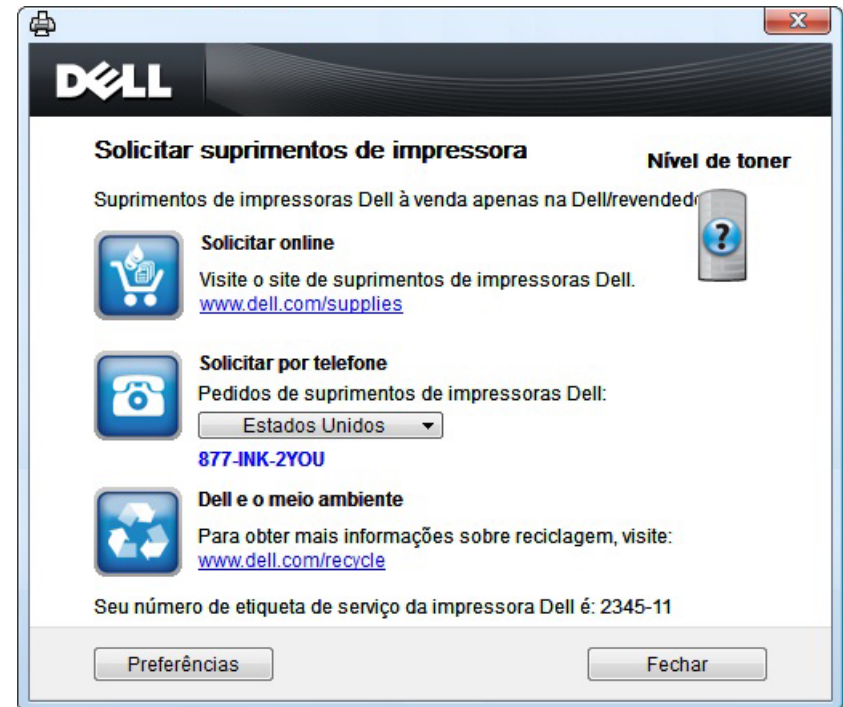 DELL
Solicitar suprimentos de impressora
Nível de toner
Suprimentos de impressoras Dell à venda apenas na Dell/revended
?
Solicitar online
Visite o site de suprimentos de impressoras Dell.
www.dell.com/supplies
Solicitar por telefone
Pedidos de suprimentos de impressoras Dell:
Estados Unidos
877-INK-2YOU
Dell e o meio ambiente
Para obter mais informações sobre reciclagem, visite:
www.dell.com/recycle
Seu número de etiqueta de serviço da impressora Dell é: 2345-11
Preferências
Fechar